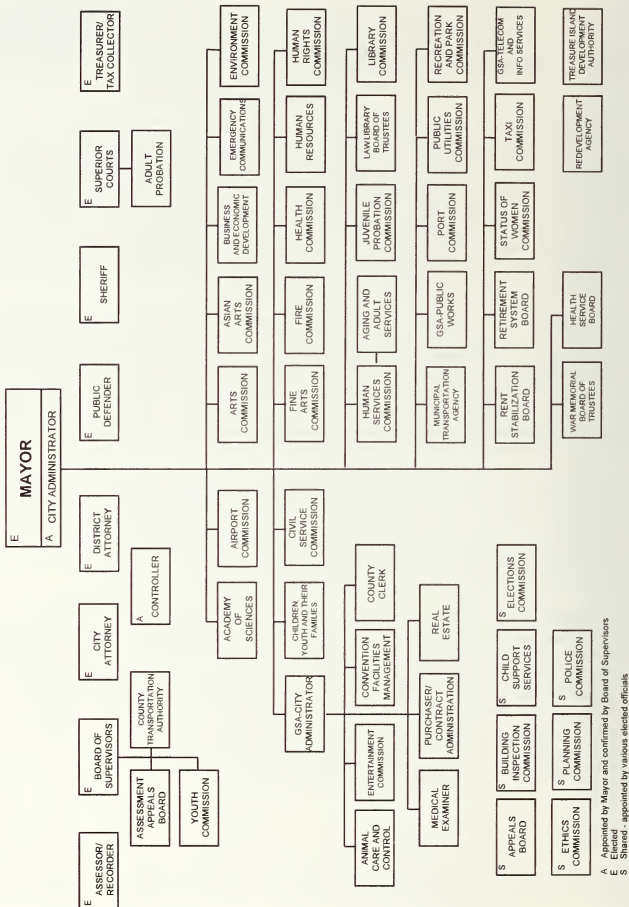 E
MAYOR
A CITY ADMINISTRATOR
E
ASSESSOR/
RECORDER
E
BOARD OF
SUPERVISORS
E
CITY
ATTORNEY
E
DISTRICT
ATTORNEY
E
PUBLIC
DEFENDER
E
SHERIFF
E
SUPERIOR
COURTS
E
TREASURER/
TAX COLLECTOR
ASSESSMENT
APPEALS
BOARD
COUNTY
TRANSPORTATION
AUTHORITY
A
CONTROLLER
ADULT
PROBATION
YOUTH
COMMISSION
ACADEMY
OF
SCIENCES
AIRPORT
COMMISSION
ARTS
COMMISSION
ASIAN
ARTS
COMMISSION
BUSINESS
AND ECONOMIC
DEVELOPMENT
EMERGENCY
COMMUNICATIONS
ENVIRONMENT
COMMISSION
CHILDREN,
YOUTH AND THEIR
FAMILIES
CIVIL
SERVICE
COMMISSION
FINE
ARTS
COMMISSION
FIRE
COMMISSION
HEALTH
COMMISSION
HUMAN
RESOURCES
HUMAN
RIGHTS
COMMISSION
GSA-CITY
ADMINISTRATOR
HUMAN
SERVICES
COMMISSION
AGING AND
ADULT
SERVICES
JUVENILE
PROBATION
COMMISSION
LAW LIBRARY
BOARD OF
TRUSTEES
LIBRARY
COMMISSION
ANIMAL
CARE AND
CONTROL
ENTERTAINMENT
COMMISSION
CONVENTION
FACILITIES
MANAGEMENT
COUNTY
CLERK
MUNICIPAL
TRANSPORTATION
AGENCY
GSA-PUBLIC
WORKS
PORT
COMMISSION
PUBLIC
UTILITIES
COMMISSION
RECREATION
AND PARK
COMMISSION
MEDICAL
EXAMINER
PURCHASER/
CONTRACT
ADMINISTRATION
REAL
ESTATE
RENT
STABILIZATION
BOARD
RETIREMENT
SYSTEM
BOARD
STATUS OF
WOMEN
COMMISSION
TAXI
COMMISSION
GSA-TELECOM
AND
INFO SERVICES
S
APPEALS
BOARD
S
BUILDING
INSPECTION
COMMISSION
S
CHILD
SUPPORT
SERVICES
S
ELECTIONS
COMMISSION
WAR MEMORIAL
BOARD OF
TRUSTEES
HEALTH
SERVICE
BOARD
REDEVELOPMENT
AGENCY
TREASURE ISLAND
DEVELOPMENT
AUTHORITY
S
ETHICS
COMMISSION
S
PLANNING
COMMISSION
S
POLICE
COMMISSION
A Appointed by Mayor and confirmed by Board of Supervisors
E Elected
S Shared - appointed by various elected officials